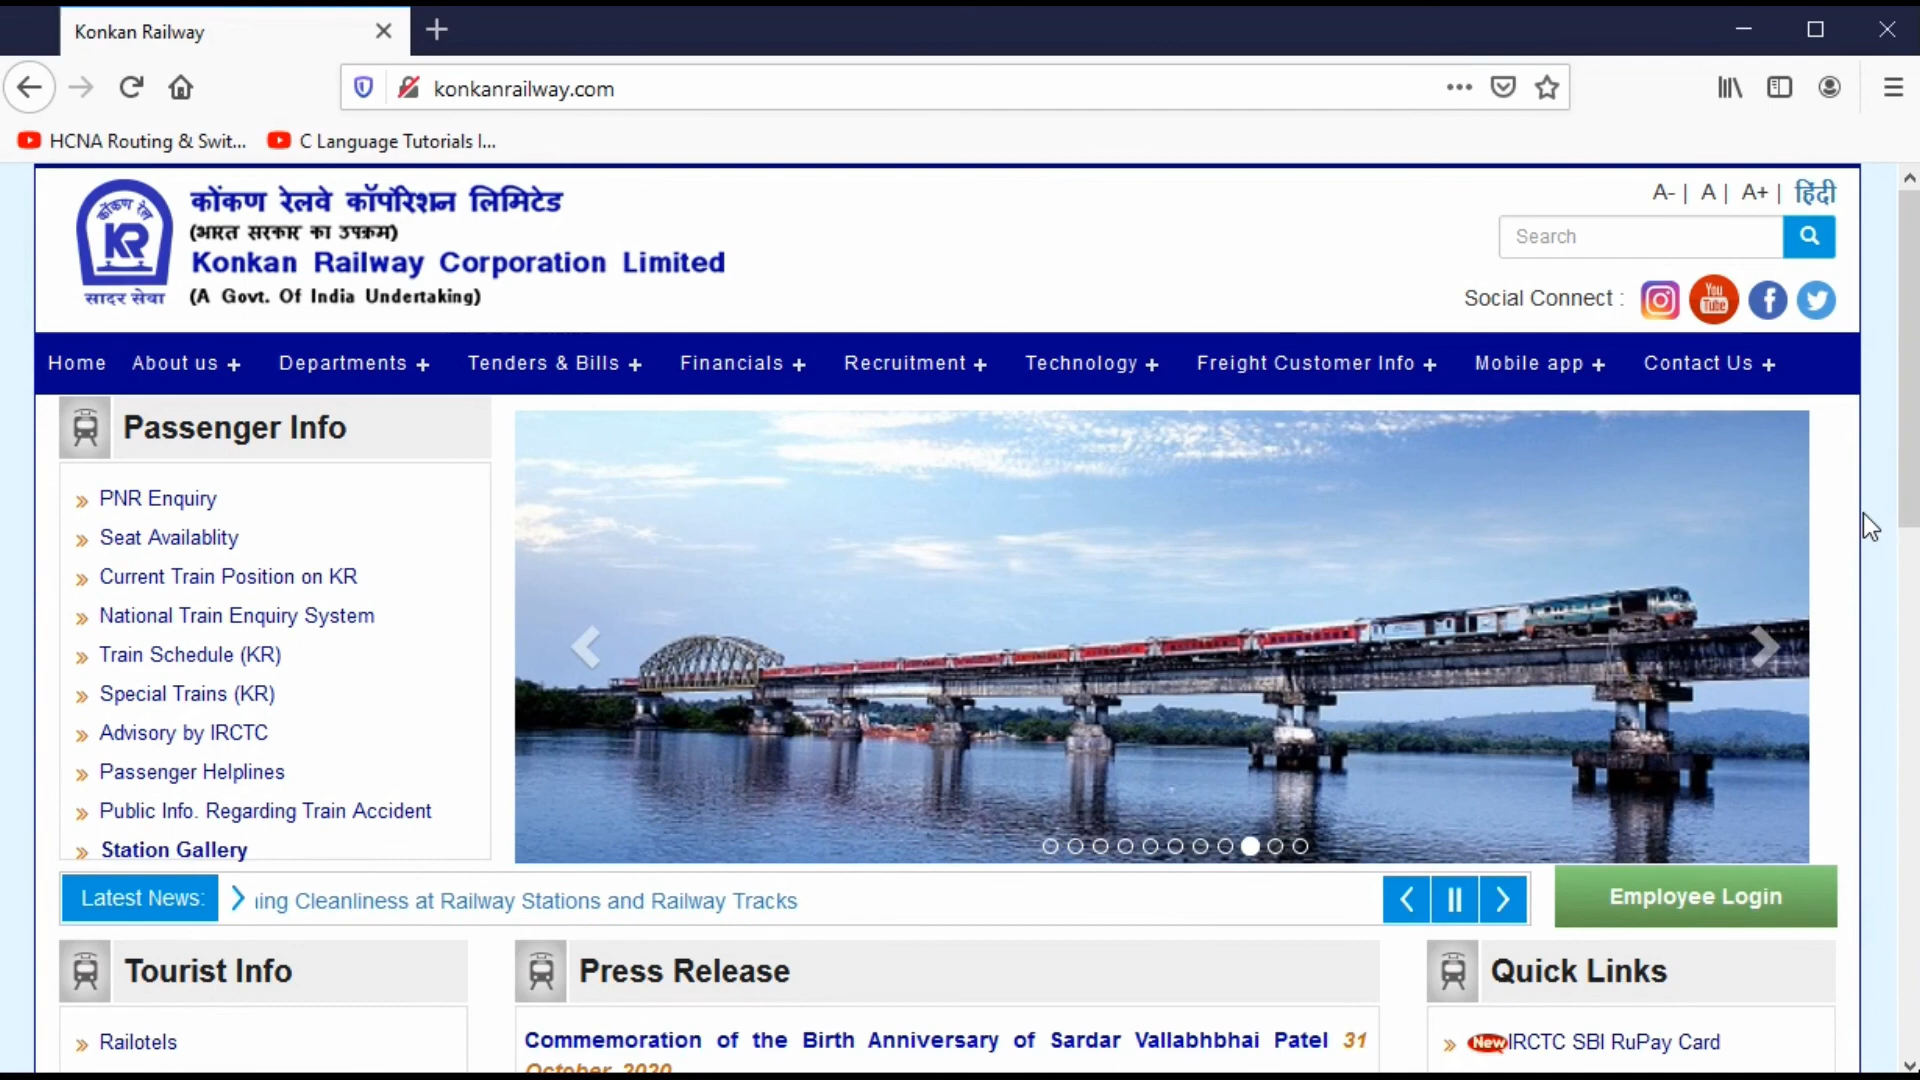 Konkan Railway
konkanrailway.com
HCNA Routing & Swit...
C Language Tutorials I...
कोंकण रेल
KR
सादर सेवा
कोंकण रेलवे कॉर्पोरेशन लिमिटेड
(भारत सरकार का उपक्रम)
Konkan Railway Corporation Limited
(A Govt. Of India Undertaking)
A- | A | A+ | हिंदी
Search
Social Connect :
You
Tube
Home About us + Departments + Tenders & Bills + Financials + Recruitment + Technology + Freight Customer Info + Mobile app + Contact Us +
Passenger Info
» PNR Enquiry
» Seat Availablity
» Current Train Position on KR
» National Train Enquiry System
» Train Schedule (KR)
» Special Trains (KR)
» Advisory by IRCTC
» Passenger Helplines
» Public Info. Regarding Train Accident
» Station Gallery
Latest News: ing Cleanliness at Railway Stations and Railway Tracks
Employee Login
Tourist Info
» Railotels
Press Release
Commemoration of the Birth Anniversary of Sardar Vallabhbhai Patel 31
October, 2020
Quick Links
» New IRCTC SBI RuPay Card